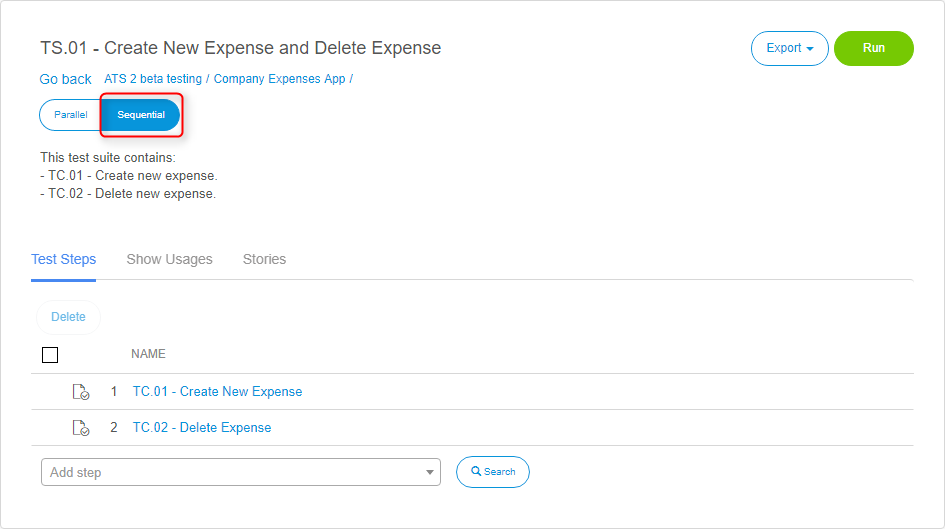 TS.01 - Create New Expense and Delete Expense
Export
Run
Go back ATS 2 beta testing / Company Expenses App /
Parallel
Sequential
This test suite contains:
- TC.01 - Create new expense.
- TC.02 - Delete new expense.
Test Steps
Show Usages
Stories
Delete
NAME
1 TC.01 - Create New Expense
2 TC.02 - Delete Expense
Add step
Search